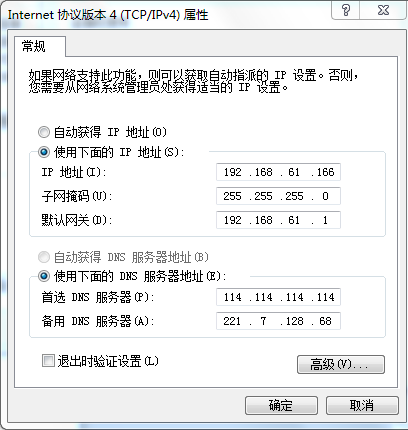 Internet 协议版本 4 (TCP/IPv4) 属性
常规
如果网络支持此功能，则可以获取自动指派的 IP 设置。否则，
您需要从网络系统管理员处获得适当的 IP 设置。
自动获得 IP 地址(O)
使用下面的 IP 地址(S):
IP 地址(I): 192 .168 . 61 .166
子网掩码(U): 255 .255 .255 . 0
默认网关(D): 192 .168 . 61 . 1
自动获得 DNS 服务器地址(B)
使用下面的 DNS 服务器地址(E):
首选 DNS 服务器(P): 114 .114 .114 .114
备用 DNS 服务器(A): 221 . 7 .128 . 68
退出时验证设置(L)
高级(V)...
确定 取消